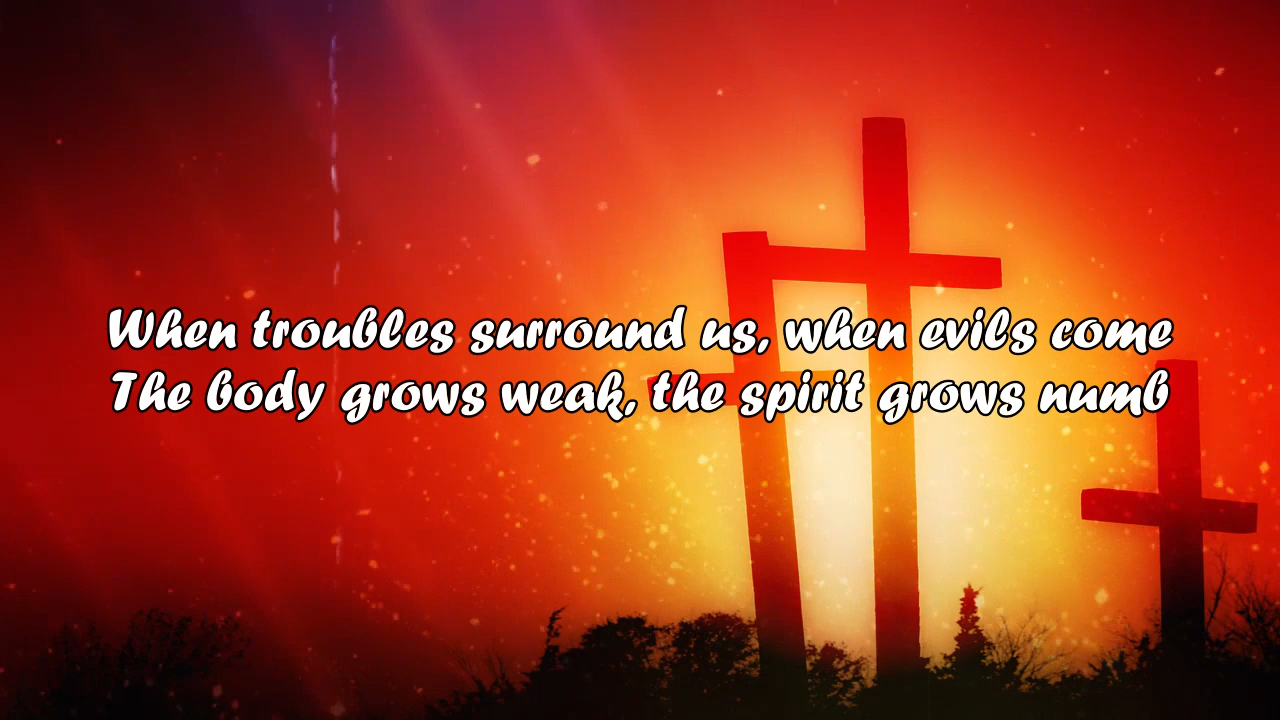 When troubles surround us, when evils come
The body grows weak, the spirit grows numb